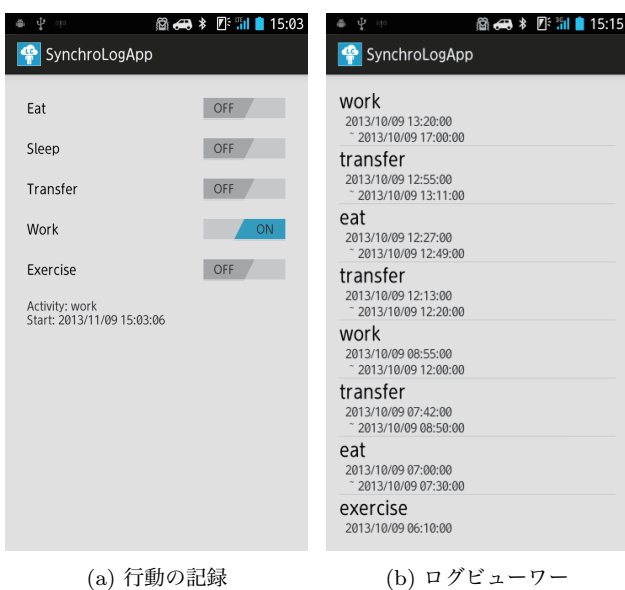 15:03
SynchroLogApp
Eat OFF
Sleep OFF
Transfer OFF
Work ON
Exercise OFF
Activity: work
Start: 2013/11/09 15:03:06
(a) 行動の記録
15:15
SynchroLogApp
work
2013/10/09 13:20:00
~ 2013/10/09 17:00:00
transfer
2013/10/09 12:55:00
~ 2013/10/09 13:11:00
eat
2013/10/09 12:27:00
~ 2013/10/09 12:49:00
transfer
2013/10/09 12:13:00
~ 2013/10/09 12:20:00
work
2013/10/09 08:55:00
~ 2013/10/09 12:00:00
transfer
2013/10/09 07:42:00
~ 2013/10/09 08:50:00
eat
2013/10/09 07:00:00
~ 2013/10/09 07:30:00
exercise
2013/10/09 06:10:00
(b) ログビューワー